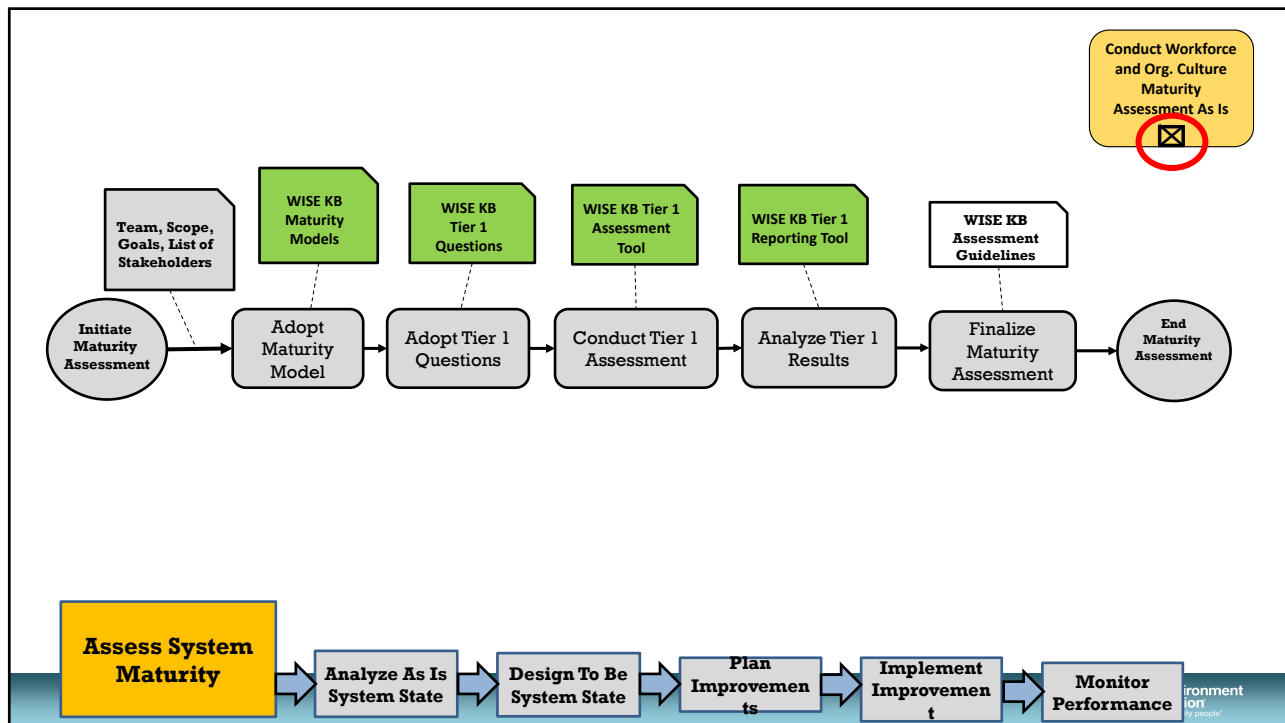 Conduct Workforce
and Org. Culture
Maturity
Assessment As Is
Team, Scope,
Goals, List of
Stakeholders
WISE KB
Maturity
Models
WISE KB
Tier 1
Questions
WISE KB Tier 1
Assessment
Tool
WISE KB Tier 1
Reporting Tool
WISE KB
Assessment
Guidelines
Initiate
Maturity
Assessment
Adopt
Maturity
Model
Adopt Tier 1
Questions
Conduct Tier 1
Assessment
Analyze Tier 1
Results
Finalize
Maturity
Assessment
End
Maturity
Assessment
Assess System
Maturity
Analyze As Is
System State
Design To Be
System State
Plan
Improvemen
ts
Implement
Improvemen
t
Monitor
Performance